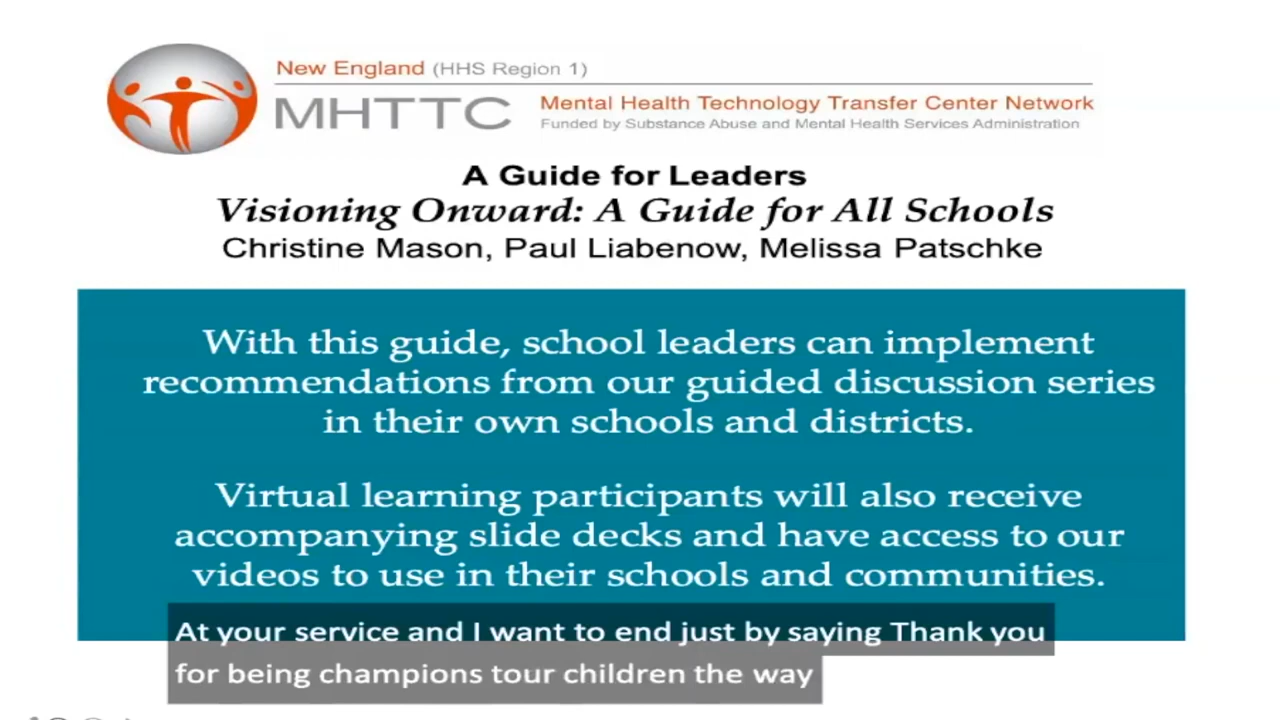 New England (HHS Region 1)
MHTTC
Mental Health Technology Transfer Center Network
Funded by Substance Abuse and Mental Health Services Administration
A Guide for Leaders
Visioning Onward: A Guide for All Schools
Christine Mason, Paul Liabenow, Melissa Patschke
With this guide, school leaders can implement
recommendations from our guided discussion series
in their own schools and districts.
Virtual learning participants will also receive
accompanying slide decks and have access to our
videos to use in their schools and communities.
At your service and I want to end just by saying Thank you
for being champions tour children the way